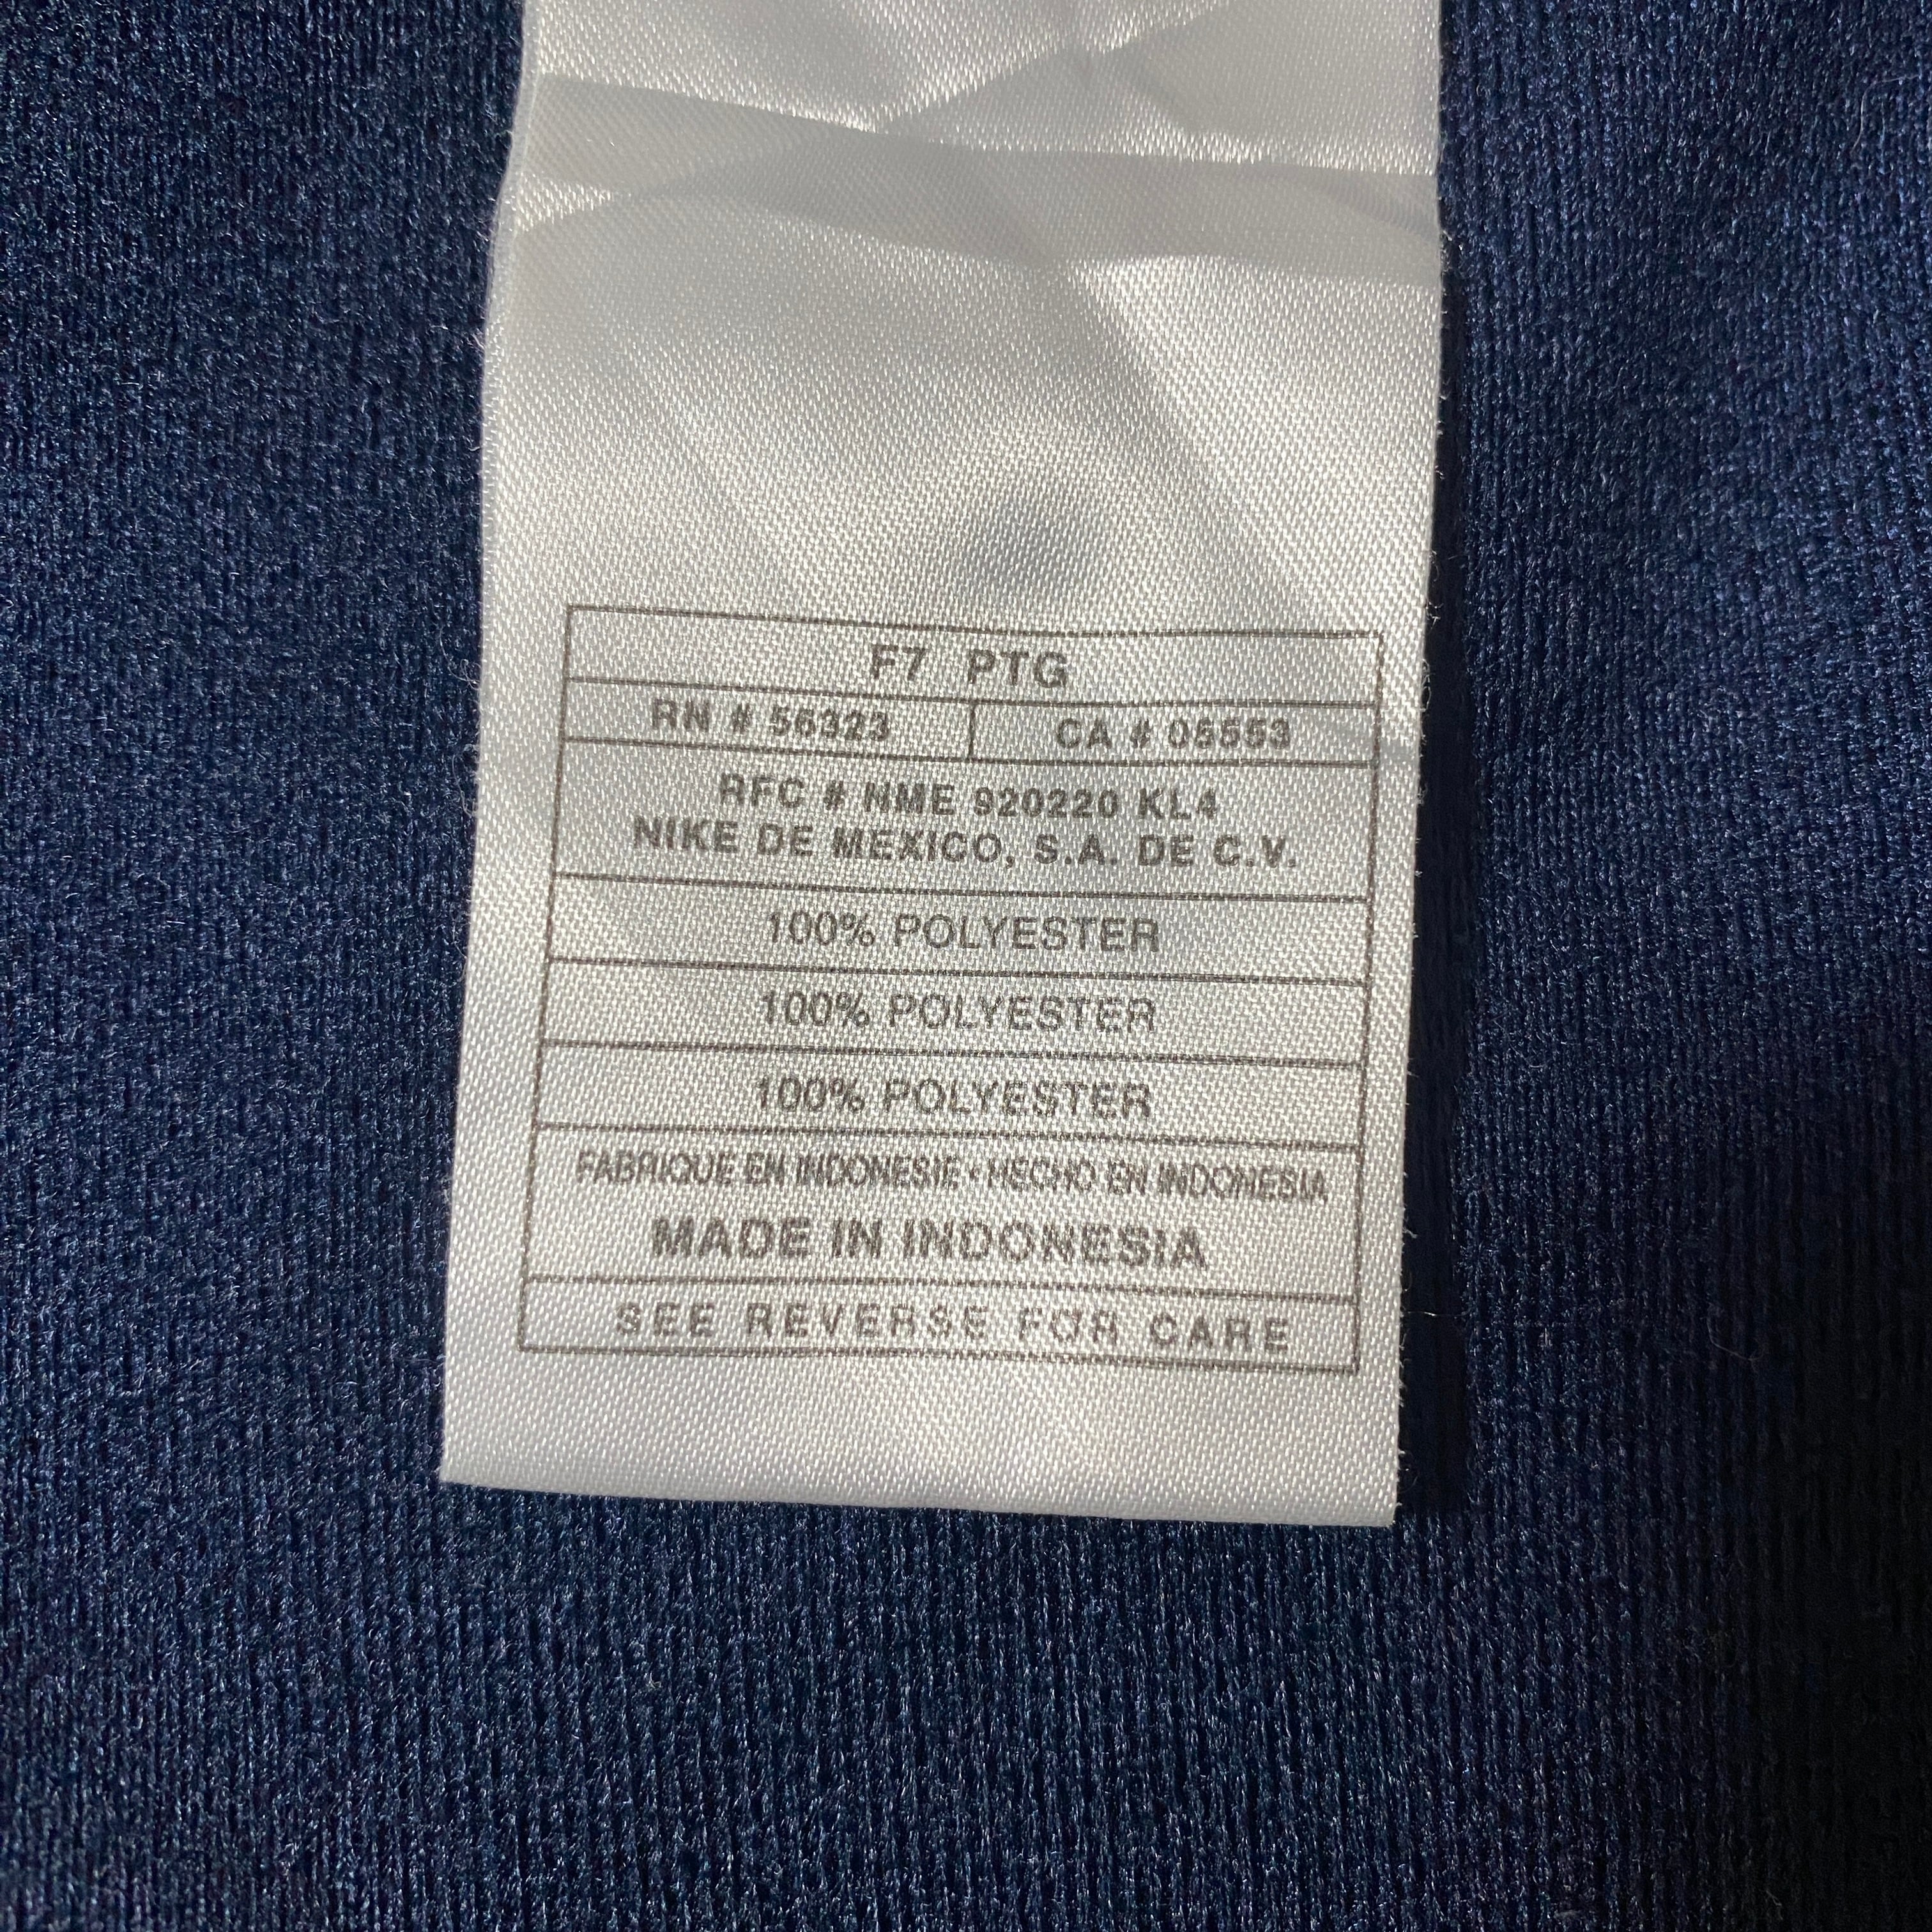 F7 PTG
RN # 56323 CA # 05553
RFC # NME 920220 KL4
NIKE DE MEXICO, S.A. DE C.V.
100% POLYESTER
100% POLYESTER
100% POLYESTER
FABRIQUE EN INDONESIE • HECHO EN INDONESIA
MADE IN INDONESIA
SEE REVERSE FOR CARE